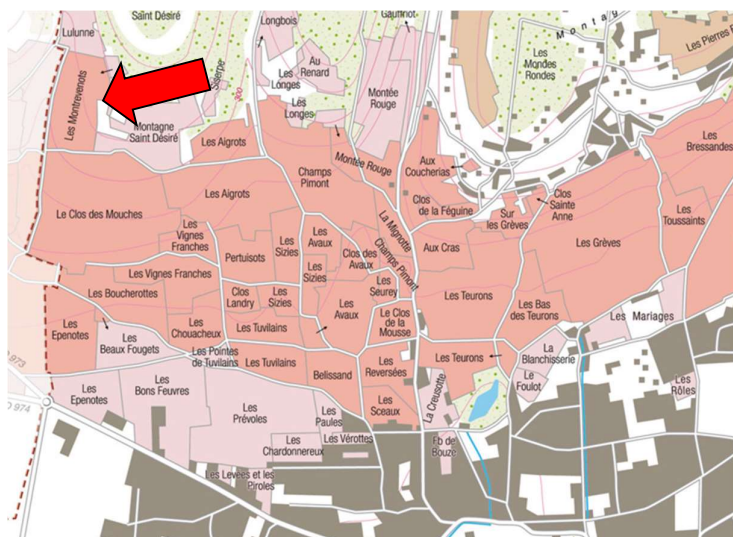 Lulunne
Saint Désiré
Longbois
Gauffriot
Montag
Les Pierres
Les
Mondes
Rondes
Les Montrevenots
Siserpe
Les
Longes
Au
Renard
Montée
Rouge
300
Montagne
Saint Désiré
Les Aigrots
Les
Longes
Montée Rouge
Champs
Pimont
Aux
Coucherias
Les
Bressandes
Les Aigrots
Clos
de la Féguine
Sur
les Grèves
Clos
Sainte
Anne
Le Clos des Mouches
Les
Vignes
Franches
Pertuisots
Les
Sizies
Les
Avaux
La Mignotte
Champs Pimont
Aux Cras
Les Grèves
Les
Toussaints
Les Vignes Franches
Les
Sizies
Clos des
Avaux
Les Boucherottes
Clos
Landry
Les
Sizies
Les
Avaux
Les
Seurey
Les Teurons
Les Bas
des Teurons
Les Mariages
Les
Epenotes
Les
Beaux Fougets
Les
Chouacheux
Les Tuvilains
Le Clos
de la
Mousse
La
Blanchisserie
D 973
Les Pointes
de Tuvilains
Les Tuvilains
Belissand
Les
Reversées
Les Teurons
Le
Foulot
Les
Rôles
Les
Epenotes
Les
Bons Feuvres
Les
Prévoles
Les
Sceaux
La Creusotte
D 974
Les
Paules
Les
Chardonnereux
Les Vérottes
Fb de
Bouze
Les Levées et les
Piroles